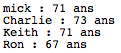 mick : 71 ans
Charlie : 73 ans
Keith : 71 ans
Ron : 67 ans